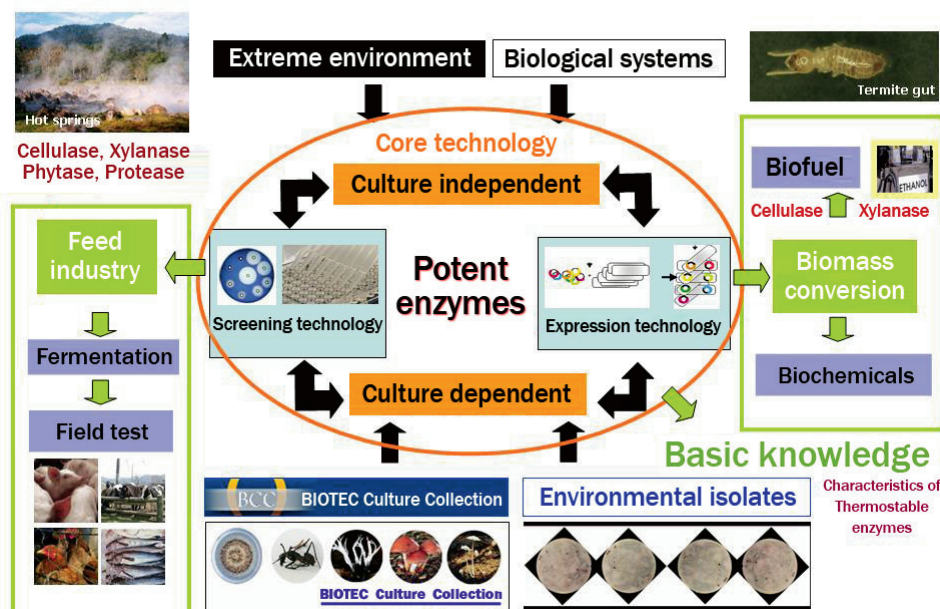 Extreme environment
Biological systems
Hot springs
Termite gut
Cellulase, Xylanase
Phytase, Protease
Core technology
Culture independent
Biofuel
ETHANOL
Cellulase
Xylanase
Feed
industry
Potent
enzymes
Screening technology
Expression technology
Biomass
conversion
Fermentation
Biochemicals
Culture dependent
Field test
Basic knowledge
Characteristics of
Thermostable
enzymes
BCC
BIOTEC Culture Collection
Environmental isolates
BIOTEC Culture Collection